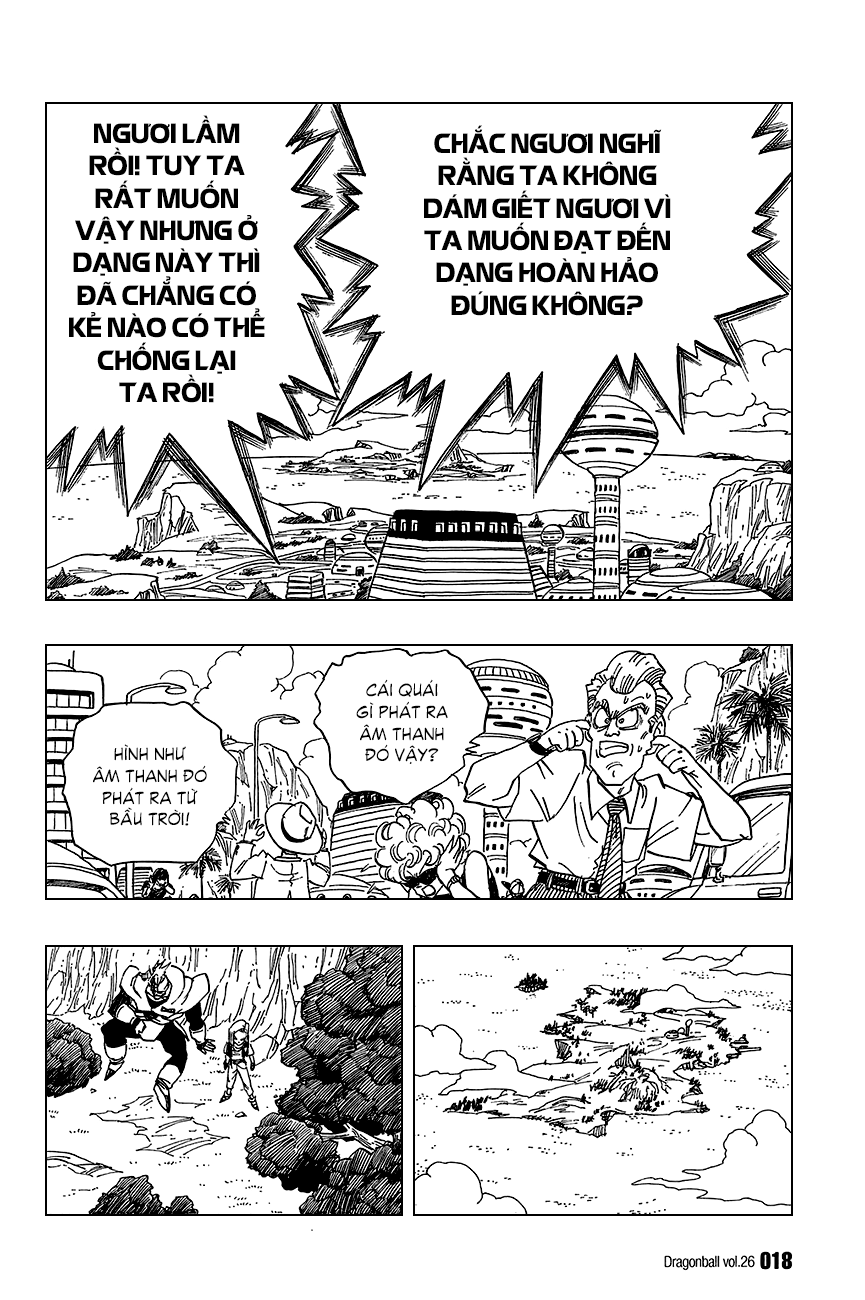 NGƯƠI LẦM
RỒI! TUY TA
RẤT MUỐN
VẬY NHƯNG Ở
DẠNG NÀY THÌ
ĐÃ CHẲNG CÓ
KẺ NÀO CÓ THỂ
CHỐNG LẠI
TA RỒI!
CHẮC NGƯƠI NGHĨ
RẰNG TA KHÔNG
DÁM GIẾT NGƯƠI VÌ
TA MUỐN ĐẠT ĐẾN
DẠNG HOÀN HẢO
ĐÚNG KHÔNG?
HÌNH NHƯ
ÂM THANH ĐÓ
PHÁT RA TỪ
BẦU TRỜI!
CÁI QUÁI
GÌ PHÁT RA
ÂM THANH
ĐÓ VẬY?
Dragonball vol.26 018